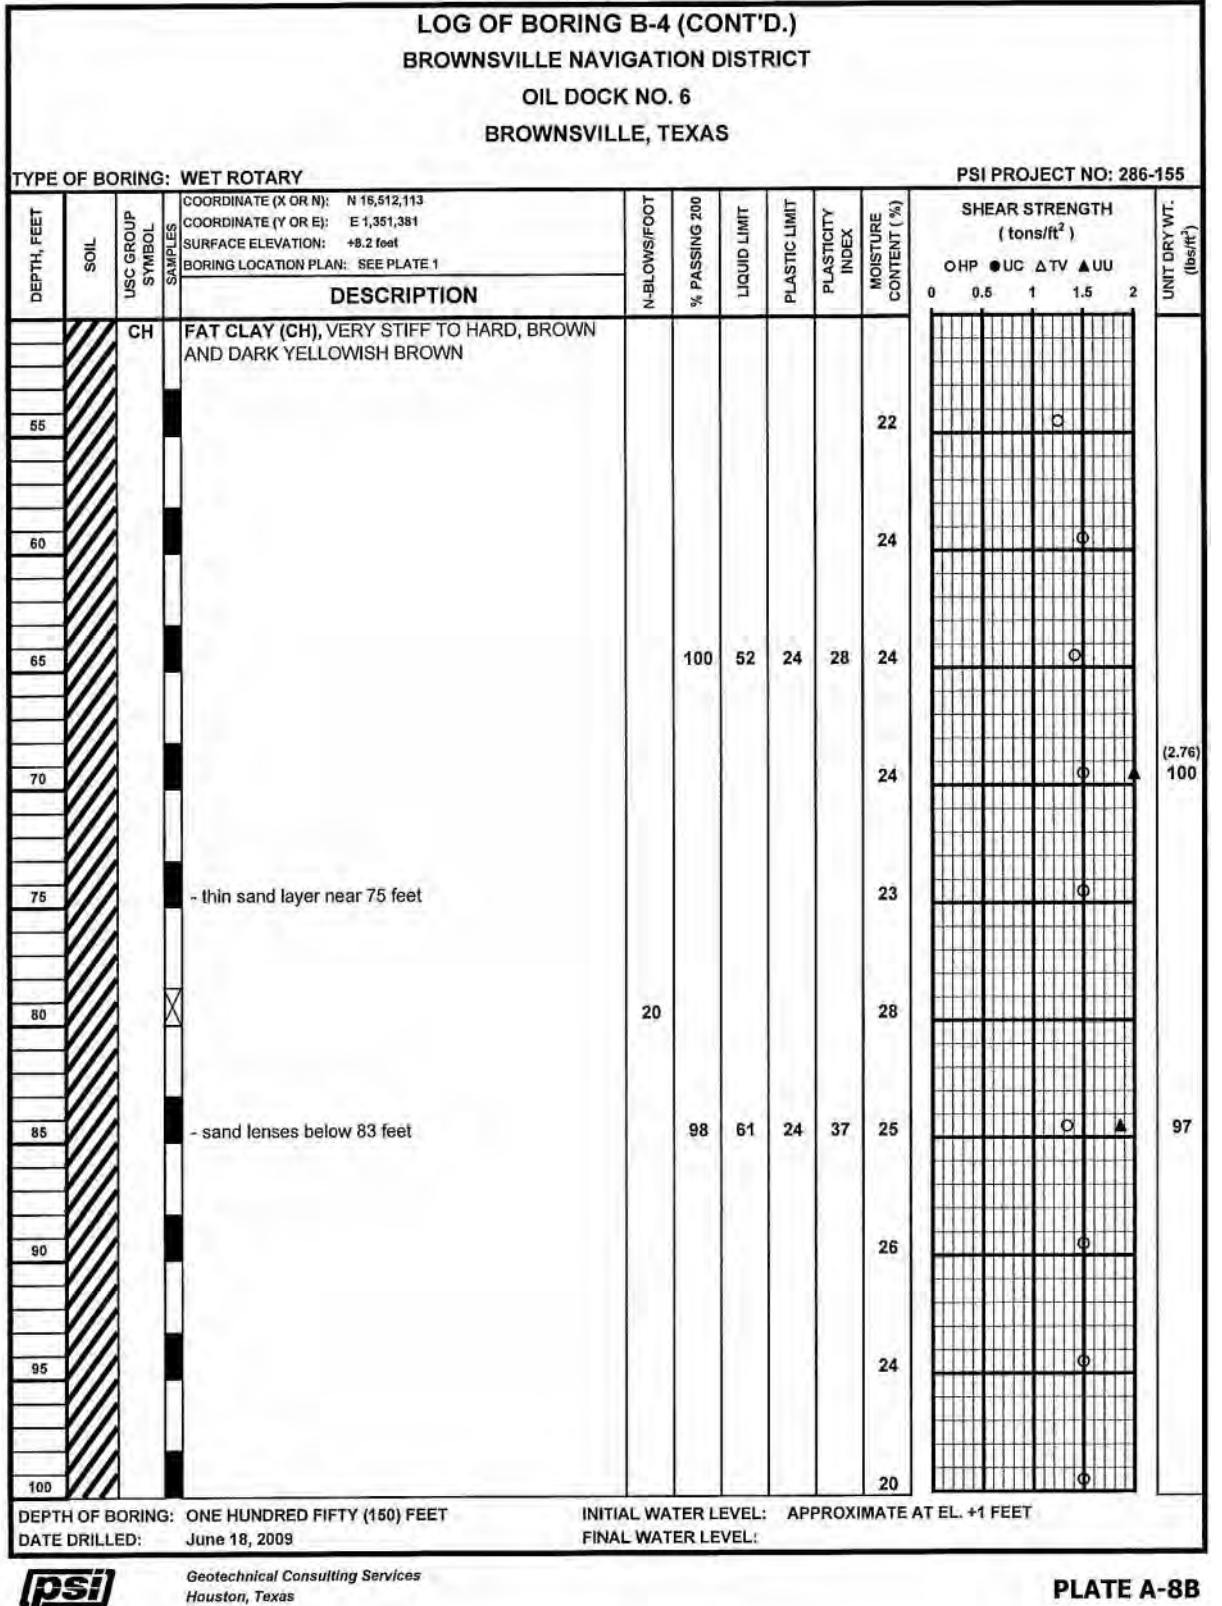 LOG OF BORING B-4 (CONT'D.)
BROWNSVILLE NAVIGATION DISTRICT
OIL DOCK NO. 6
BROWNSVILLE, TEXAS
TYPE OF BORING: WET ROTARY PSI PROJECT NO: 286-155
DEPTH, FEET
SOIL
USC GROUP SYMBOL
SAMPLES
COORDINATE (X OR N): N 16,512,113
COORDINATE (Y OR E): E 1,351,381
SURFACE ELEVATION: +8.2 feet
BORING LOCATION PLAN: SEE PLATE 1
DESCRIPTION
N-BLOWS/FOOT
% PASSING 200
LIQUID LIMIT
PLASTIC LIMIT
PLASTICITY INDEX
MOISTURE CONTENT (%)
SHEAR STRENGTH
( tons/ft² )
○HP ●UC △TV ▲UU
0 0.5 1 1.5 2
UNIT DRY WT. (lbs/ft³)
CH FAT CLAY (CH), VERY STIFF TO HARD, BROWN
AND DARK YELLOWISH BROWN
55 22
60 24
65 100 52 24 28 24
(2.76)
70 24 100
75 - thin sand layer near 75 feet 23
80 20 28
85 - sand lenses below 83 feet 98 61 24 37 25 97
90 26
95 24
100 20
DEPTH OF BORING: ONE HUNDRED FIFTY (150) FEET INITIAL WATER LEVEL: APPROXIMATE AT EL. +1 FEET
DATE DRILLED: June 18, 2009 FINAL WATER LEVEL:
psi
Geotechnical Consulting Services
Houston, Texas
PLATE A-8B